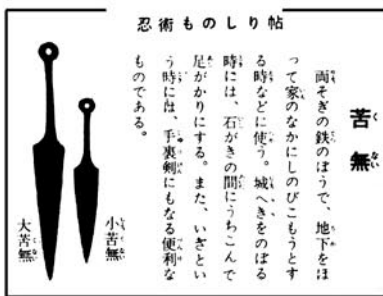 忍術ものしり帖
苦無
両そぎの鉄のぼうで、地下をほ
って家のなかにしのびこもうとす
る時などに使う。城へきをのぼる
時には、石がきの間にうちこんで
足がかりにする。また、いざとい
う時には、手裏剣にもなる便利な
ものである。
小苦無
大苦無